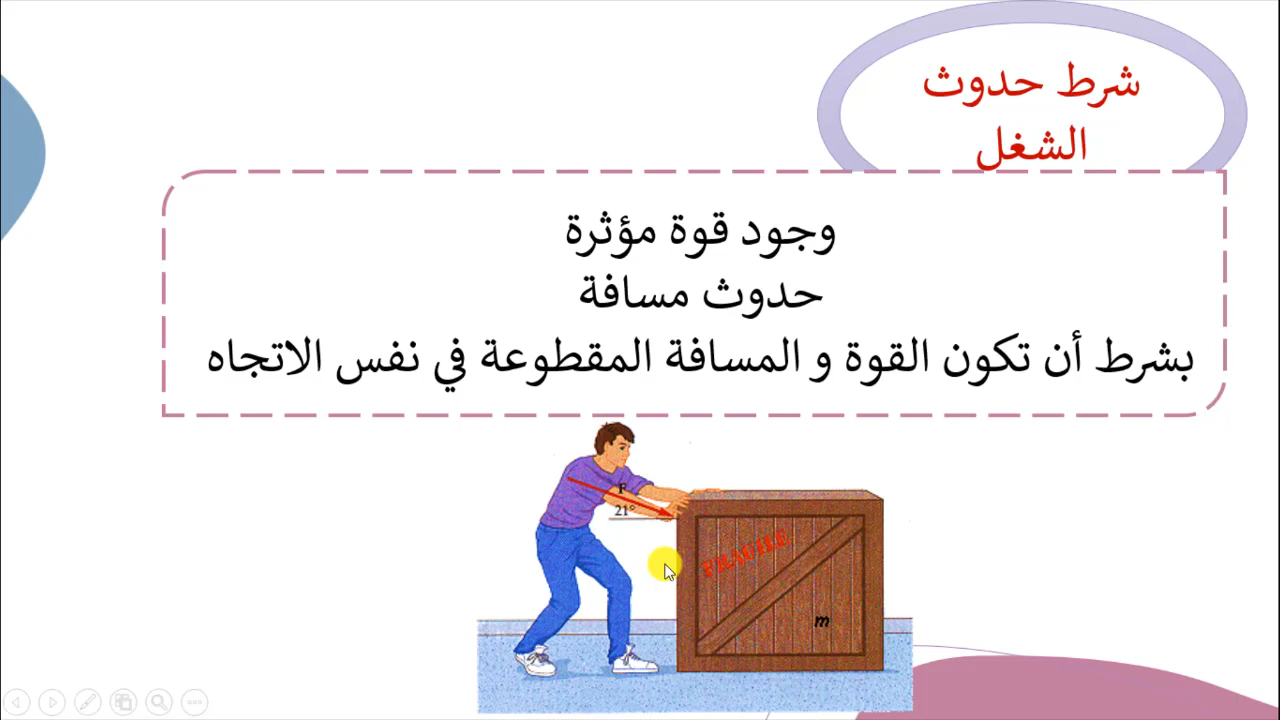 شرط حدوث
الشغل
وجود قوة مؤثرة
حدوث مسافة
بشرط أن تكون القوة و المسافة المقطوعة في نفس الاتجاه
F
21°
FRAGILE
m